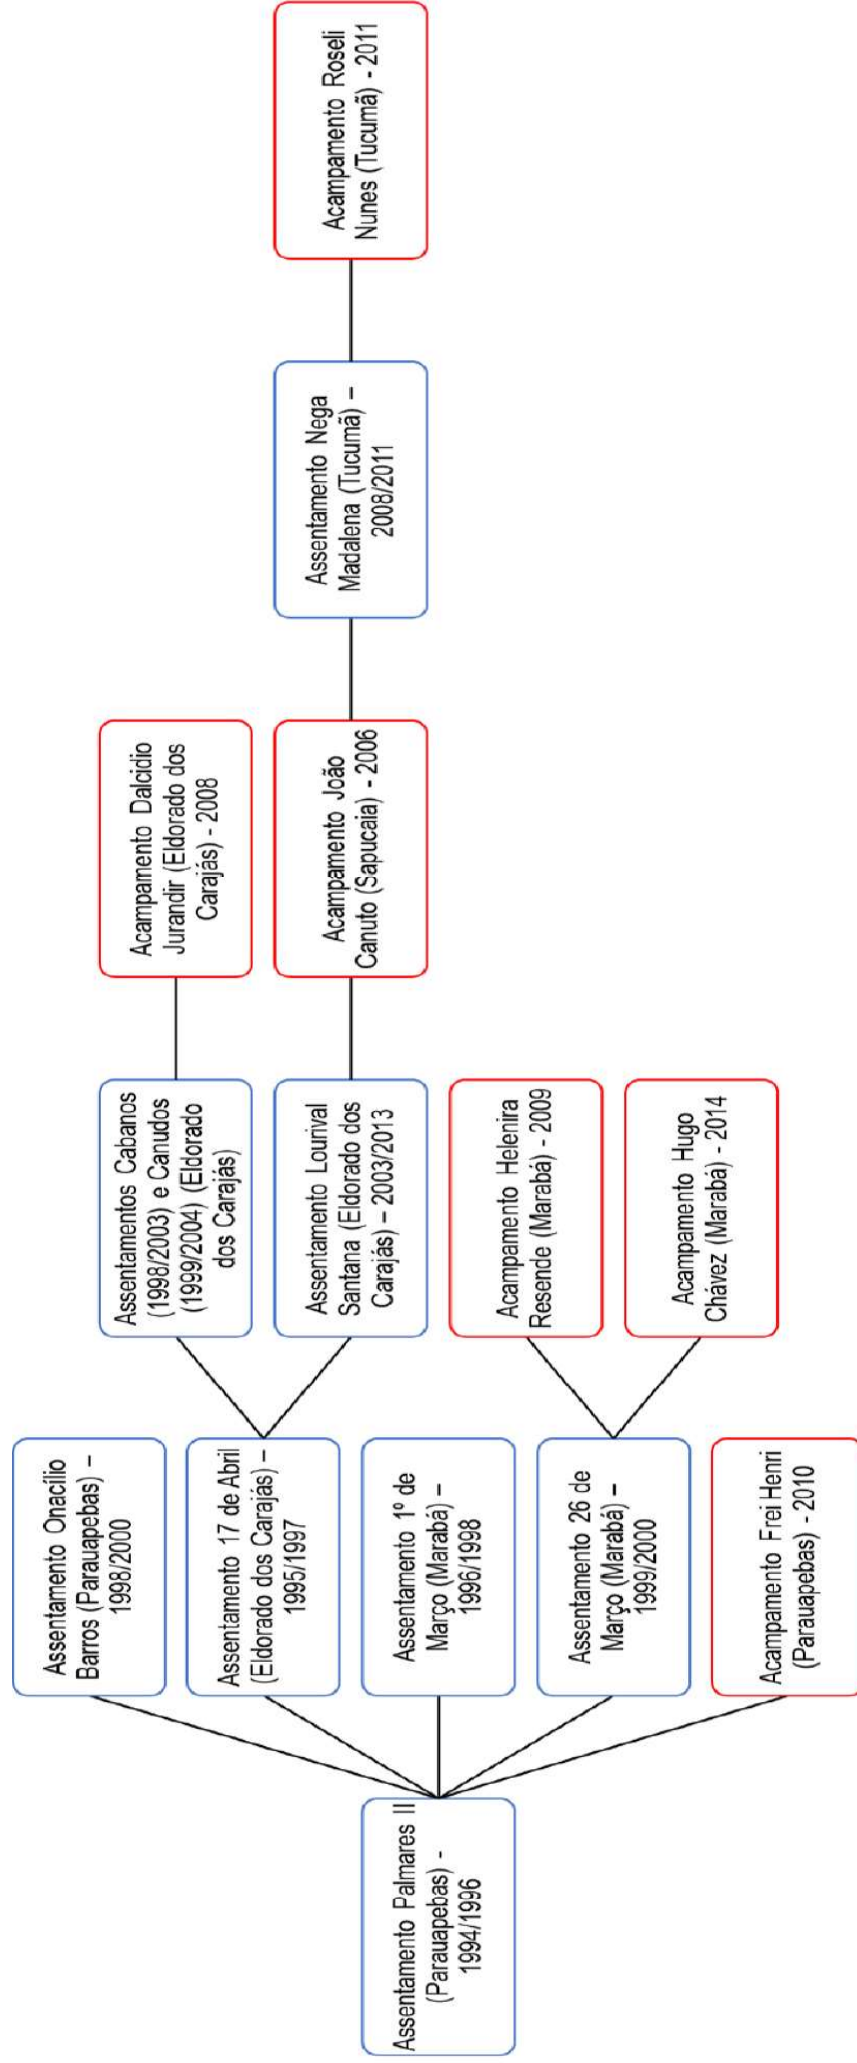 Assentamento Palmares II
(Parauapebas) -
1994/1996
Assentamento Onacílio
Barros (Parauapebas) –
1998/2000
Assentamento 17 de Abril
(Eldorado dos Carajás) –
1995/1997
Assentamento 1º de
Março (Marabá) –
1996/1998
Assentamento 26 de
Março (Marabá) –
1999/2000
Acampamento Frei Henri
(Parauapebas) - 2010
Assentamentos Cabanos
(1998/2003) e Canudos
(1999/2004) (Eldorado
dos Carajás)
Assentamento Lourival
Santana (Eldorado dos
Carajás) – 2003/2013
Acampamento Helenira
Resende (Marabá) - 2009
Acampamento Hugo
Chávez (Marabá) - 2014
Acampamento Dalcidio
Jurandir (Eldorado dos
Carajás) - 2008
Acampamento João
Canuto (Sapucaia) - 2006
Assentamento Nega
Madalena (Tucumã) –
2008/2011
Acampamento Roseli
Nunes (Tucumã) - 2011